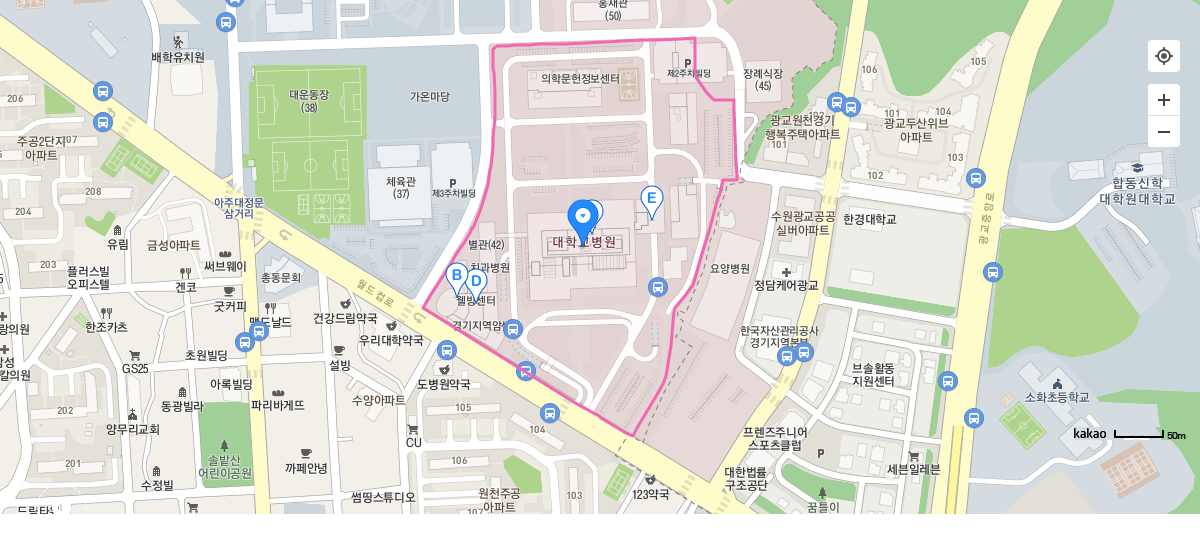 홍재관
(50)
배학유치원
의학문헌정보센터
제2주차빌딩
장례식장
(45)
106
105
104
103
102
101
206
207
208
204
203
대운동장
(38)
가온마당
광교원천경기
행복주택아파트
광교두산위브
아파트
주공2단지
아파트
체육관
(37)
제3주차빌딩
E
합동신학
대학원대학교
아주대정문
삼거리
수원광교공공
실버아파트
한경대학교
광교중앙로
유림
금성아파트
별관(42)
대학교병원
써브웨이
치과병원
요양병원
플러스빌
오피스텔
겐코
총동문회
월드컵로
B
D
웰빙센터
정담케어광교
굿커피
맥도날드
건강드림약국
경기지역암
한조카츠
우리대학약국
한국자산관리공사
경기지역본부
초원빌딩
GS25
설빙
브솔활동
지원센터
아록빌딩
도병원약국
수양아파트
소화초등학교
동광빌라
파리바게뜨
202
105
양무리교회
CU
104
프렌즈주니어
스포츠클럽
P
kakao
50m
솔밭산
어린이공원
까페안녕
106
201
세븐일레븐
대한법률
구조공단
수정빌
썸띵스튜디오
원천주공
아파트
103
123약국
107
꿈틀이